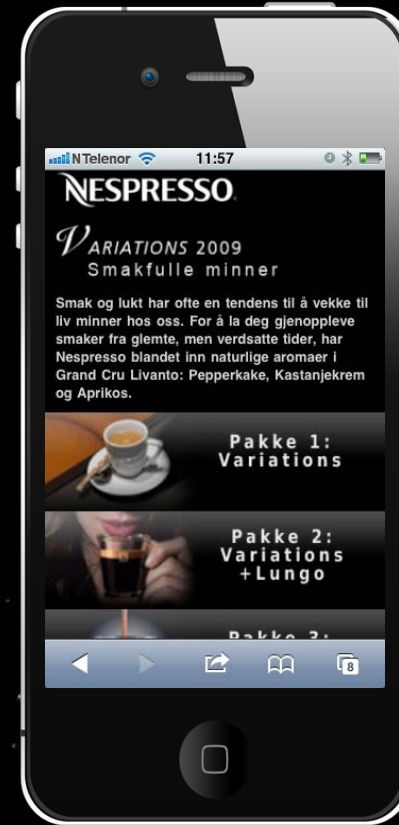 N Telenor 11:57
NESPRESSO
VARIATIONS 2009
Smakfulle minner
Smak og lukt har ofte en tendens til å vekke til
liv minner hos oss. For å la deg gjenoppleve
smaker fra glemte, men verdsatte tider, har
Nespresso blandet inn naturlige aromaer i
Grand Cru Livanto: Pepperkake, Kastanjekrem
og Aprikos.
Pakke 1:
Variations
Pakke 2:
Variations
+Lungo
Pakke 3:
8